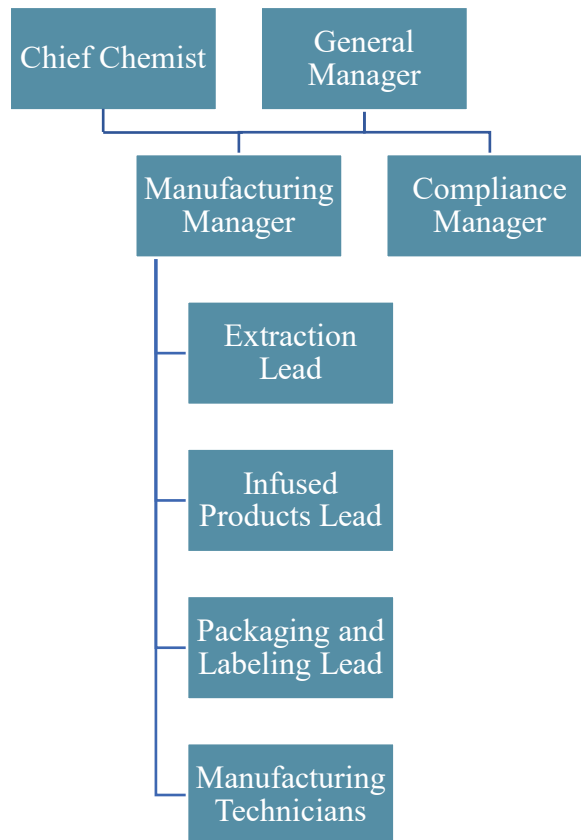 Chief Chemist
General
Manager
Manufacturing
Manager
Compliance
Manager
Extraction
Lead
Infused
Products Lead
Packaging and
Labeling Lead
Manufacturing
Technicians